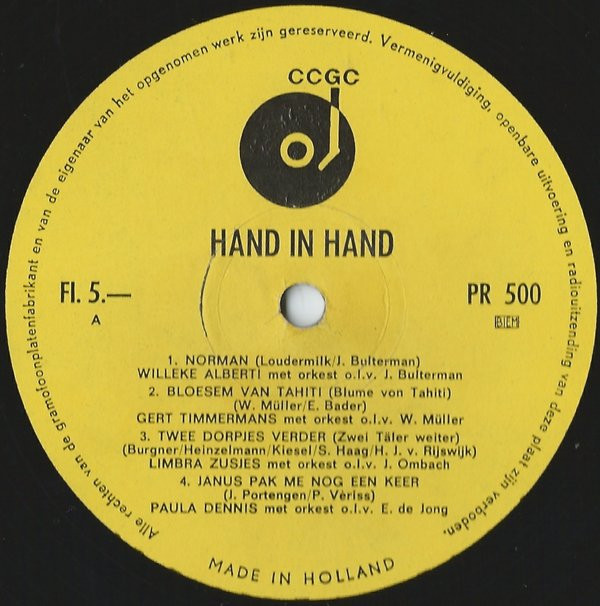 Alle rechten van de gramofoonplatenfabrikant en van de eigenaar van het opgenomen werk zijn gereserveerd. Vermenigvuldiging, openbare uitvoering en radiouitzending van deze plaat zijn verboden.
CCGC
HAND IN HAND
Fl. 5.—
A
PR 500
BIEM
1. NORMAN (Loudermilk/J. Bulterman)
WILLEKE ALBERTI met orkest o.l.v. J. Bulterman
2. BLOESEM VAN TAHITI (Blume von Tahiti)
(W. Müller/E. Bader)
GERT TIMMERMANS met orkest o.l.v. W. Müller
3. TWEE DORPJES VERDER (Zwei Täler weiter)
(Burgner/Heinzelmann/Kiesel/S. Haag/H. J. v. Rijswijk)
LIMBRA ZUSJES met orkest o.l.v. J. Ombach
4. JANUS PAK ME NOG EEN KEER
(J. Portengen/P. Vèriss)
PAULA DENNIS met orkest o.l.v. E. de Jong
MADE IN HOLLAND